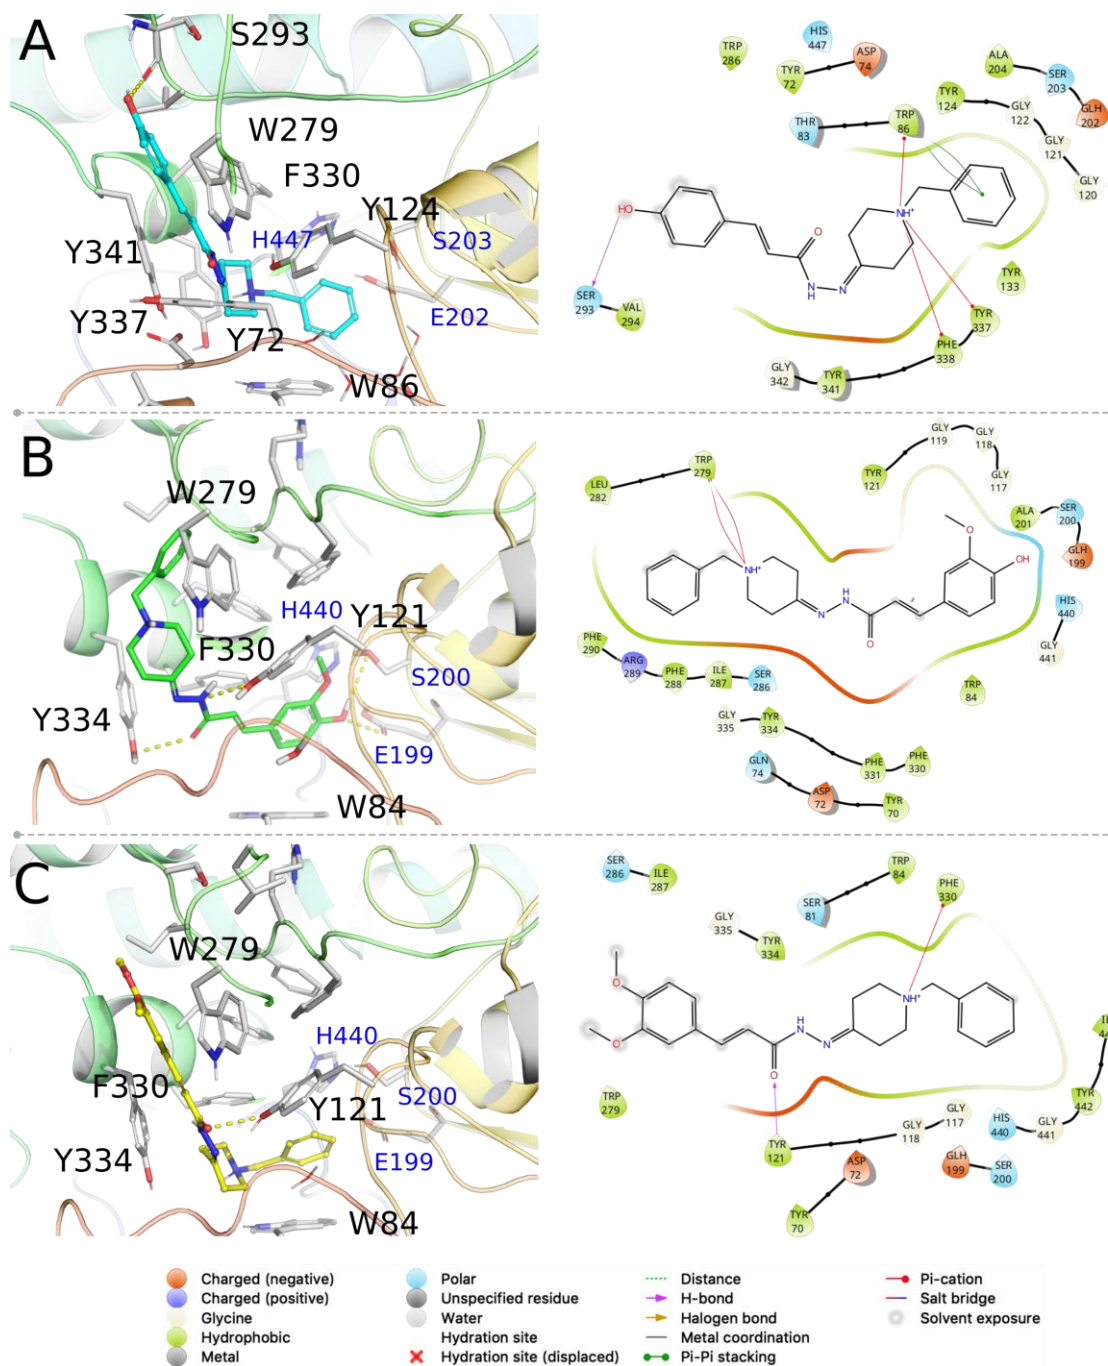 A
S293
W279
F330
Y124
Y341
H447
S203
Y337
E202
Y72
W86
TRP 286
HIS 447
TYR 72
ASP 74
ALA 204
SER 203
GLH 202
TYR 124
GLY 122
GLY 121
GLY 120
THR 83
TRP 86
HO
NH+
O
NH
N
TYR 133
SER 293
VAL 294
TYR 337
PHE 338
GLY 342
TYR 341
B
W279
H440
Y121
F330
S200
Y334
E199
W84
GLY 119
GLY 118
TYR 121
GLY 117
LEU 282
TRP 279
ALA 201
SER 200
GLH 199
HIS 440
GLY 441
O
OH
NH+
H
N
N
O
PHE 290
ARG 289
PHE 288
ILE 287
SER 286
TRP 84
GLY 335
TYR 334
PHE 331
PHE 330
GLN 74
ASP 72
TYR 70
C
W279
H440
F330
S200
Y121
Y334
E199
W84
SER 286
ILE 287
GLY 335
TYR 334
SER 81
TRP 84
PHE 330
O
O
H
N
N
NH+
O
TRP 279
TYR 121
GLY 118
GLY 117
HIS 440
GLY 441
TYR 442
ASP 72
GLH 199
SER 200
TYR 70
Charged (negative)
Charged (positive)
Glycine
Hydrophobic
Metal
Polar
Unspecified residue
Water
Hydration site
Hydration site (displaced)
Distance
H-bond
Halogen bond
Metal coordination
Pi-Pi stacking
Pi-cation
Salt bridge
Solvent exposure